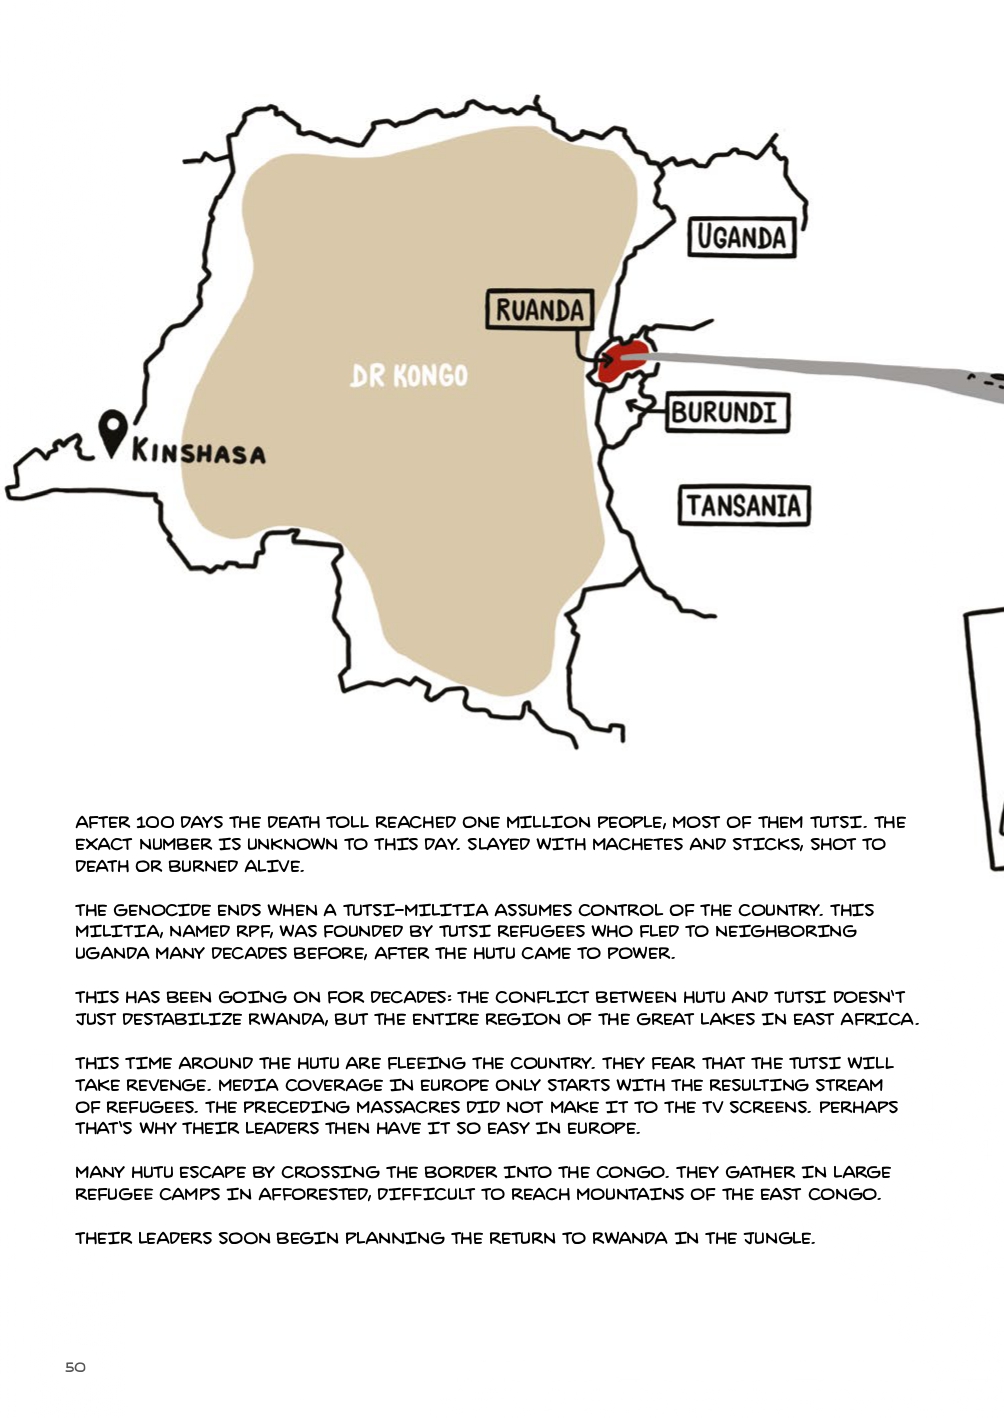 UGANDA
RUANDA
DR KONGO
BURUNDI
KINSHASA
TANSANIA
AFTER 100 DAYS THE DEATH TOLL REACHED ONE MILLION PEOPLE, MOST OF THEM TUTSI. THE
EXACT NUMBER IS UNKNOWN TO THIS DAY. SLAYED WITH MACHETES AND STICKS, SHOT TO
DEATH OR BURNED ALIVE.
THE GENOCIDE ENDS WHEN A TUTSI-MILITIA ASSUMES CONTROL OF THE COUNTRY. THIS
MILITIA, NAMED RPF, WAS FOUNDED BY TUTSI REFUGEES WHO FLED TO NEIGHBORING
UGANDA MANY DECADES BEFORE, AFTER THE HUTU CAME TO POWER.
THIS HAS BEEN GOING ON FOR DECADES: THE CONFLICT BETWEEN HUTU AND TUTSI DOESN'T
JUST DESTABILIZE RWANDA, BUT THE ENTIRE REGION OF THE GREAT LAKES IN EAST AFRICA.
THIS TIME AROUND THE HUTU ARE FLEEING THE COUNTRY. THEY FEAR THAT THE TUTSI WILL
TAKE REVENGE. MEDIA COVERAGE IN EUROPE ONLY STARTS WITH THE RESULTING STREAM
OF REFUGEES. THE PRECEDING MASSACRES DID NOT MAKE IT TO THE TV SCREENS. PERHAPS
THAT'S WHY THEIR LEADERS THEN HAVE IT SO EASY IN EUROPE.
MANY HUTU ESCAPE BY CROSSING THE BORDER INTO THE CONGO. THEY GATHER IN LARGE
REFUGEE CAMPS IN AFFORESTED, DIFFICULT TO REACH MOUNTAINS OF THE EAST CONGO.
THEIR LEADERS SOON BEGIN PLANNING THE RETURN TO RWANDA IN THE JUNGLE.
50